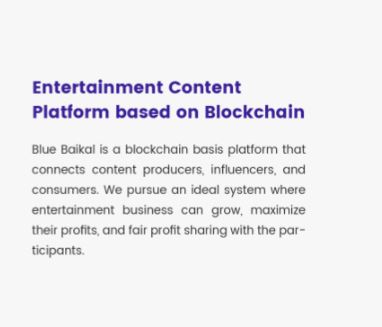 Entertainment Content
Platform based on Blockchain
Blue Baikal is a blockchain basis platform that
connects content producers, influencers, and
consumers. We pursue an ideal system where
entertainment business can grow, maximize
their profits, and fair profit sharing with the par-
ticipants.